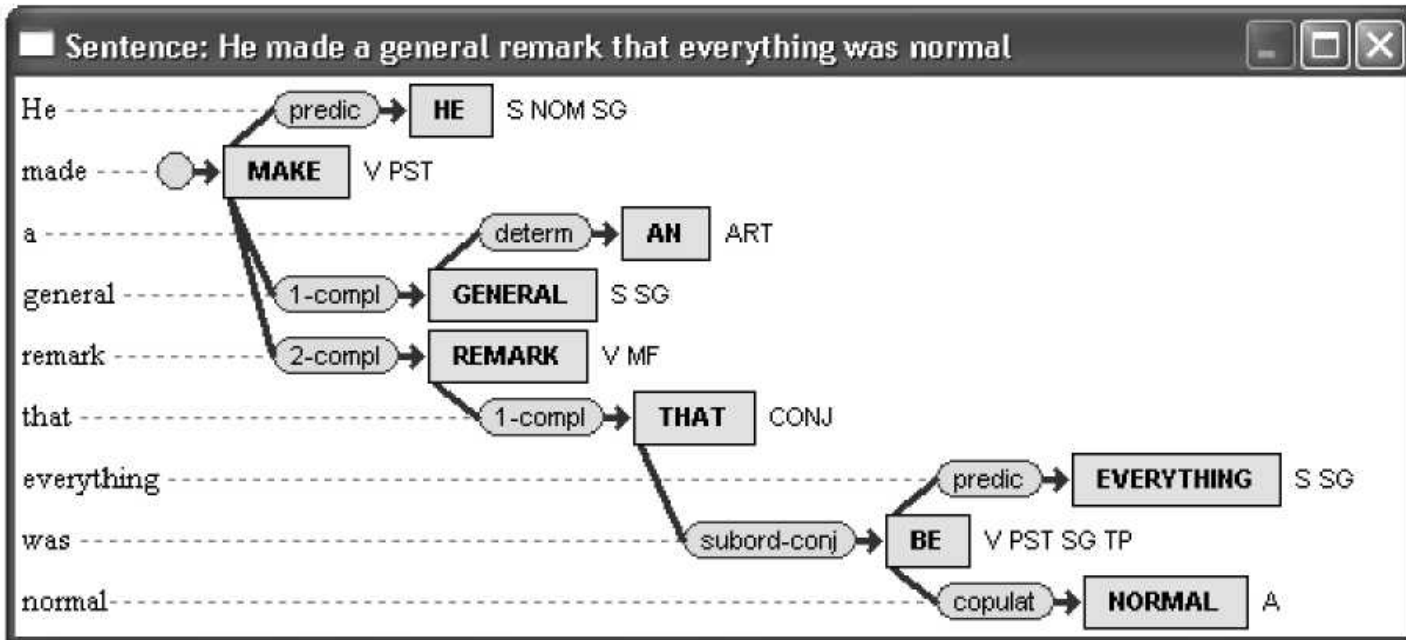 Sentence: He made a general remark that everything was normal
He predic HE S NOM SG
made MAKE V PST
a determ AN ART
general 1-compl GENERAL S SG
remark 2-compl REMARK V MF
that 1-compl THAT CONJ
everything predic EVERYTHING S SG
was subord-conj BE V PST SG TP
normal copulat NORMAL A